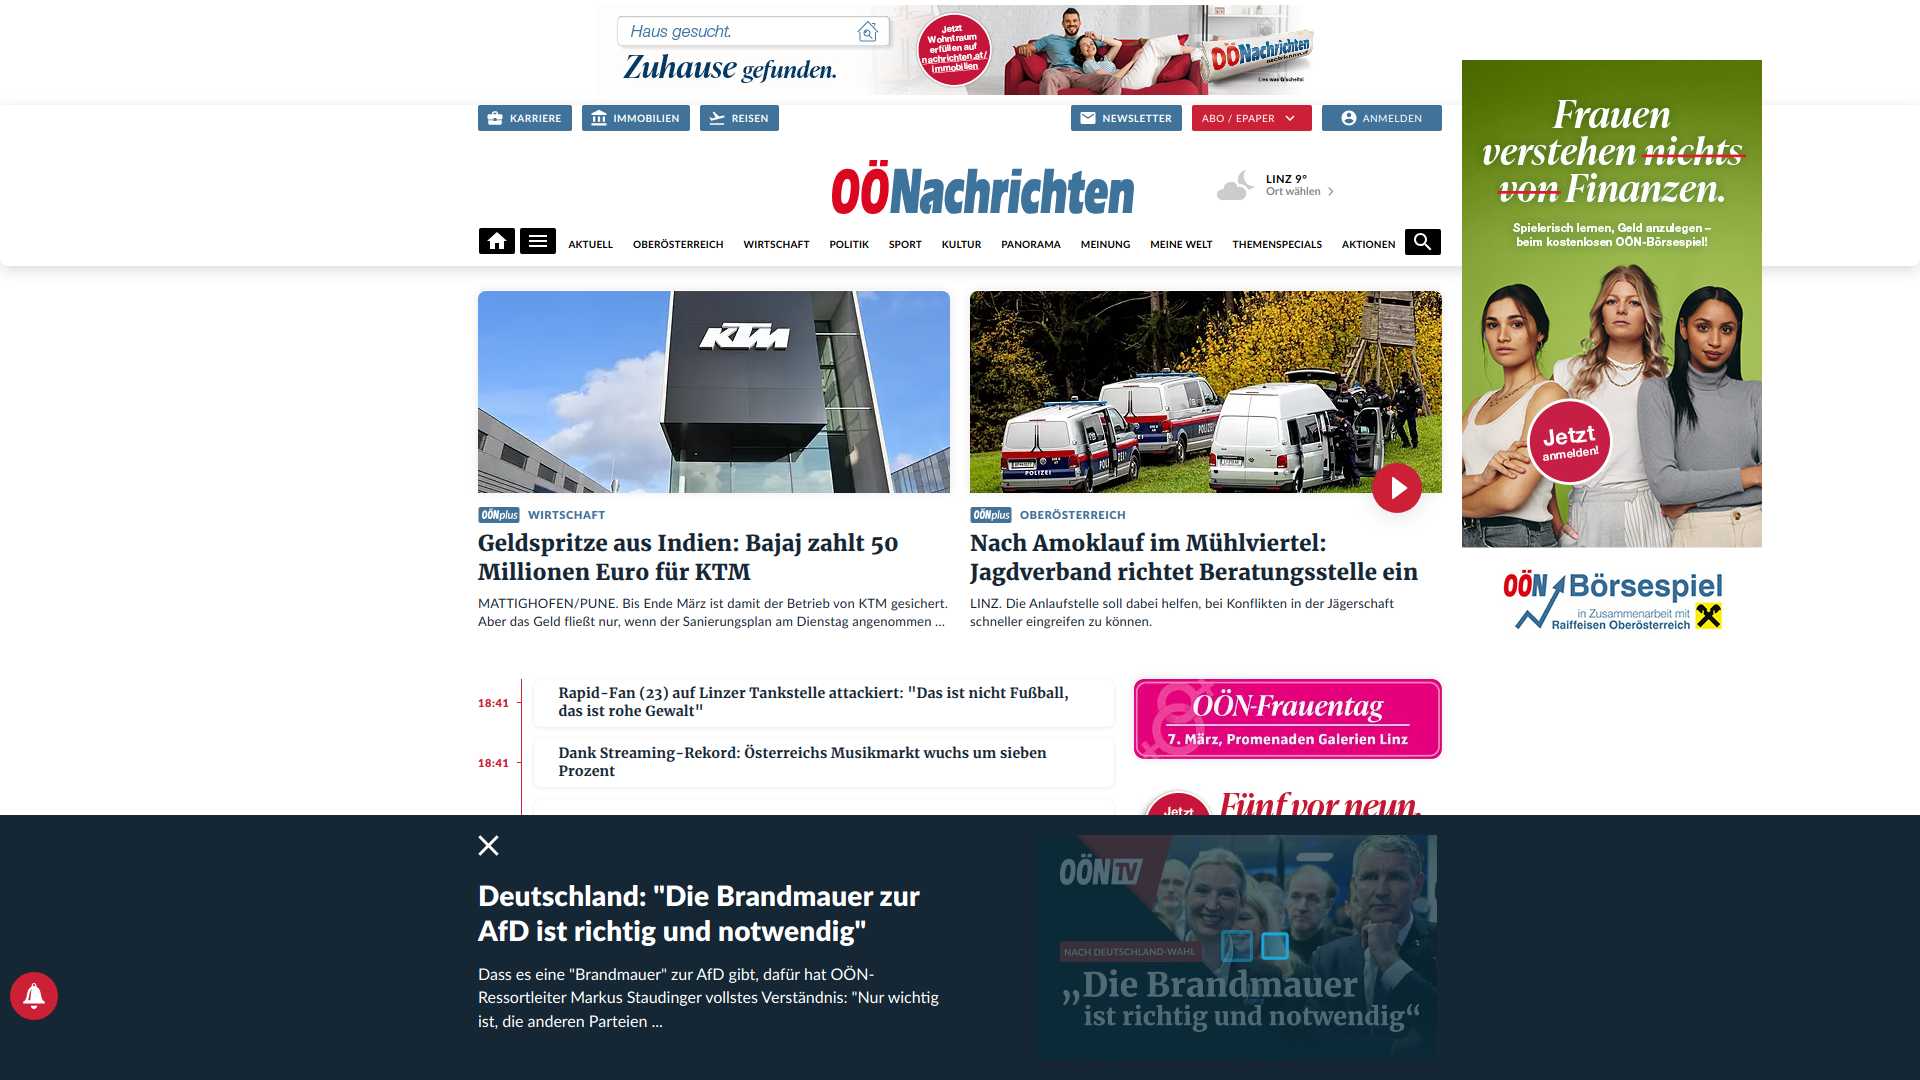 Haus gesucht.
Zuhause gefunden.
Jetzt
Wohntraum
erfüllen auf
nachrichten.at/
immobilien
OÖNachrichten
Lies was G'scheits!
KARRIERE
IMMOBILIEN
REISEN
NEWSLETTER
ABO / EPAPER
ANMELDEN
OÖNachrichten
LINZ 9°
Ort wählen
AKTUELL
OBERÖSTERREICH
WIRTSCHAFT
POLITIK
SPORT
KULTUR
PANORAMA
MEINUNG
MEINE WELT
THEMENSPECIALS
AKTIONEN
Frauen
verstehen nichts
von Finanzen.
Spielerisch lernen, Geld anzulegen –
beim kostenlosen OÖN-Börsespiel!
Jetzt
anmelden!
OÖN Börsespiel
in Zusammenarbeit mit
Raiffeisen Oberösterreich
KTM
POLIZEI
POLIZEI
OÖNplus WIRTSCHAFT
Geldspritze aus Indien: Bajaj zahlt 50
Millionen Euro für KTM
MATTIGHOFEN/PUNE. Bis Ende März ist damit der Betrieb von KTM gesichert.
Aber das Geld fließt nur, wenn der Sanierungsplan am Dienstag angenommen ...
OÖNplus OBERÖSTERREICH
Nach Amoklauf im Mühlviertel:
Jagdverband richtet Beratungsstelle ein
LINZ. Die Anlaufstelle soll dabei helfen, bei Konflikten in der Jägerschaft
schneller eingreifen zu können.
18:41
Rapid-Fan (23) auf Linzer Tankstelle attackiert: "Das ist nicht Fußball,
das ist rohe Gewalt"
18:41
Dank Streaming-Rekord: Österreichs Musikmarkt wuchs um sieben
Prozent
OÖN-Frauentag
7. März, Promenaden Galerien Linz
Jetzt
Fünf vor neun.
Deutschland: "Die Brandmauer zur
AfD ist richtig und notwendig"
Dass es eine "Brandmauer" zur AfD gibt, dafür hat OÖN-
Ressortleiter Markus Staudinger vollstes Verständnis: "Nur wichtig
ist, die anderen Parteien ...
OÖN TV
NACH DEUTSCHLAND-WAHL
„Die Brandmauer
ist richtig und notwendig“